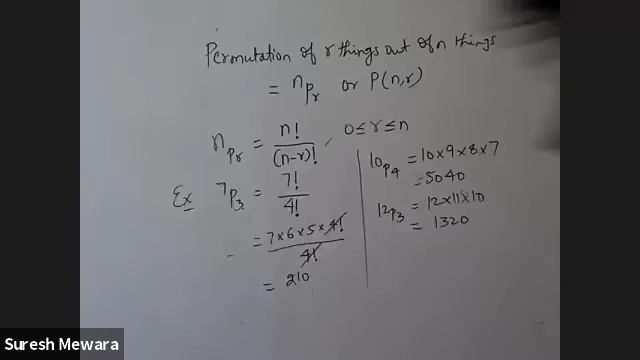 Permutation of r things out of n things
= nPr or P(n,r)
nPr = n!/(n-r)!, 0≤r≤n
Ex 7P3 = 7!/4!
= 7×6×5×4!/4!
= 210
10P4 = 10×9×8×7
= 5040
12P3 = 12×11×10
= 1320
Suresh Mewara